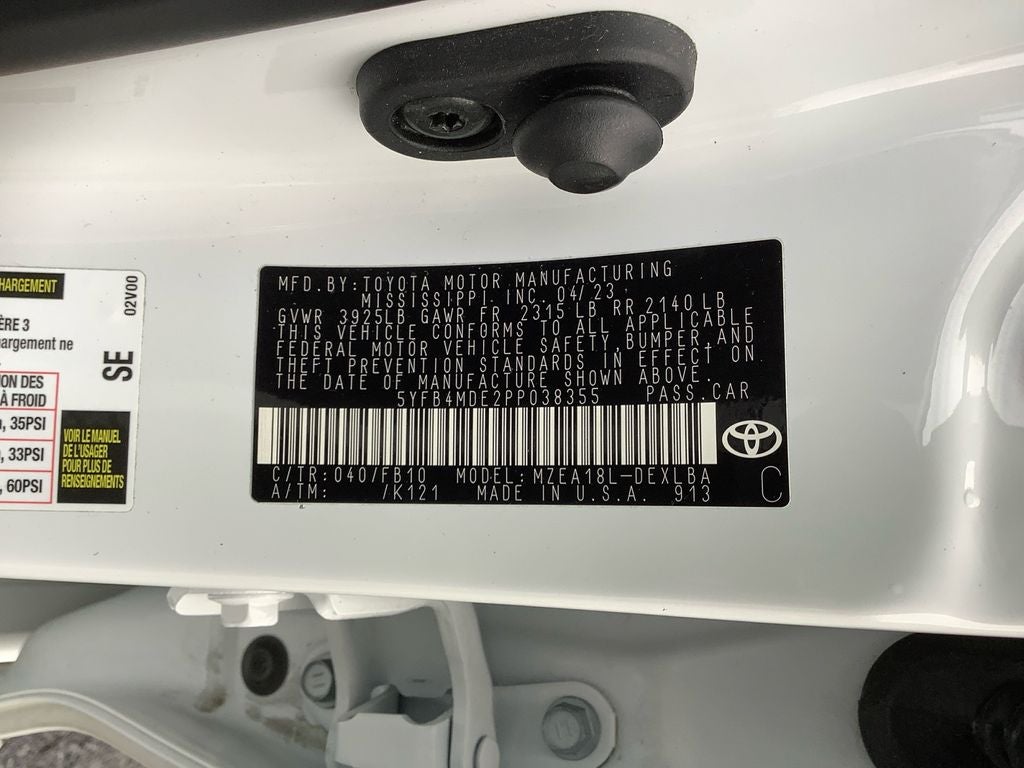 HARGEMENT
02V00
ÈRE 3
argement ne
SE
ION DES
À FROID
35PSI
33PSI
60PSI
VOIR LE MANUEL
DE L'USAGER
POUR PLUS DE
RENSEIGNEMENTS
MFD.BY:TOYOTA MOTOR MANUFACTURING
MISSISSIPPI, INC. 04/23
GVWR 3925LB GAWR FR. 2315 LB RR 2140 LB
THIS VEHICLE CONFORMS TO ALL APPLICABLE
FEDERAL MOTOR VEHICLE SAFETY,BUMPER,AND
THEFT PREVENTION STANDARDS IN EFFECT ON
THE DATE OF MANUFACTURE SHOWN ABOVE.
5YFB4MDE2PP038355 PASS.CAR
C/TR:040/FB10 MODEL:MZEA18L-DEXLBA
A/TM: /K121 MADE IN U.S.A. 913
C